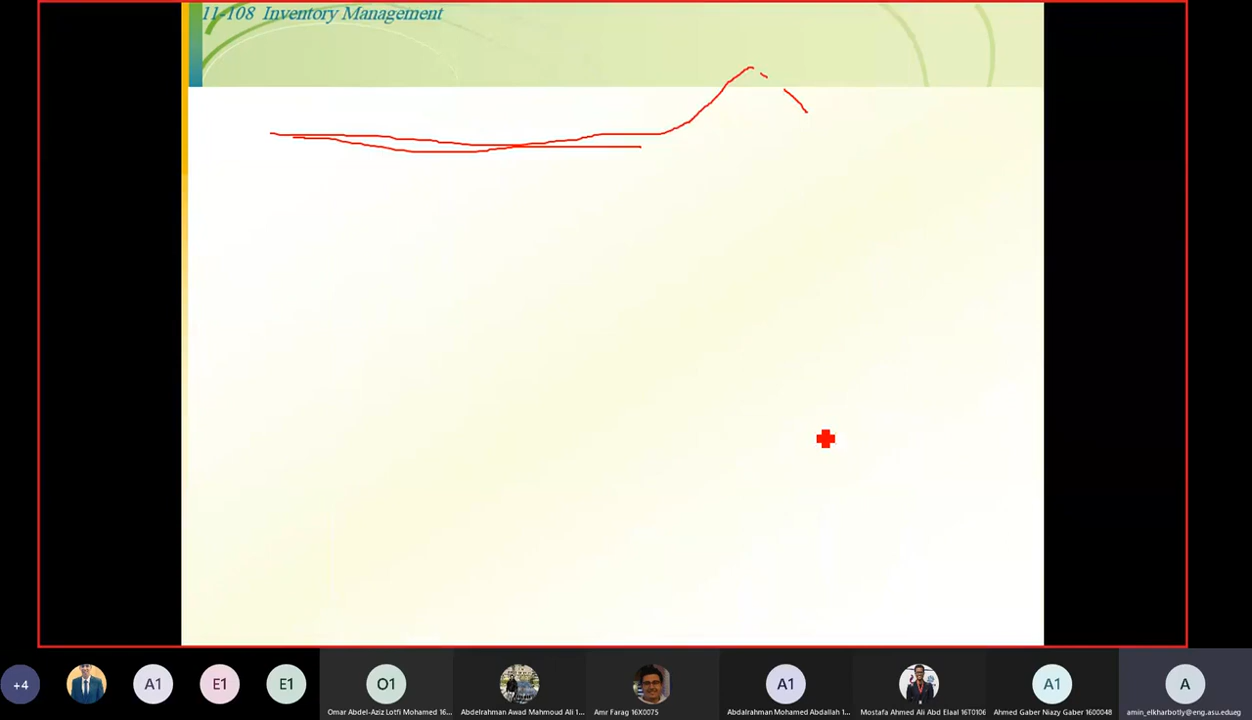 11-108 Inventory Management
+4
A1
E1
E1
O1
A1
A1
A
Omar Abdel-Aziz Lotfi Mohamed 16...
Abdelrahman Awad Mahmoud Ali 1...
Amr Farag 16X0075
Abdalrahman Mohamed Abdallah 1...
Mostafa Ahmed Ali Abd Elaal 16T0106
Ahmed Gaber Niazy Gaber 1600048
amin_elkharbotly@eng.asu.edueg